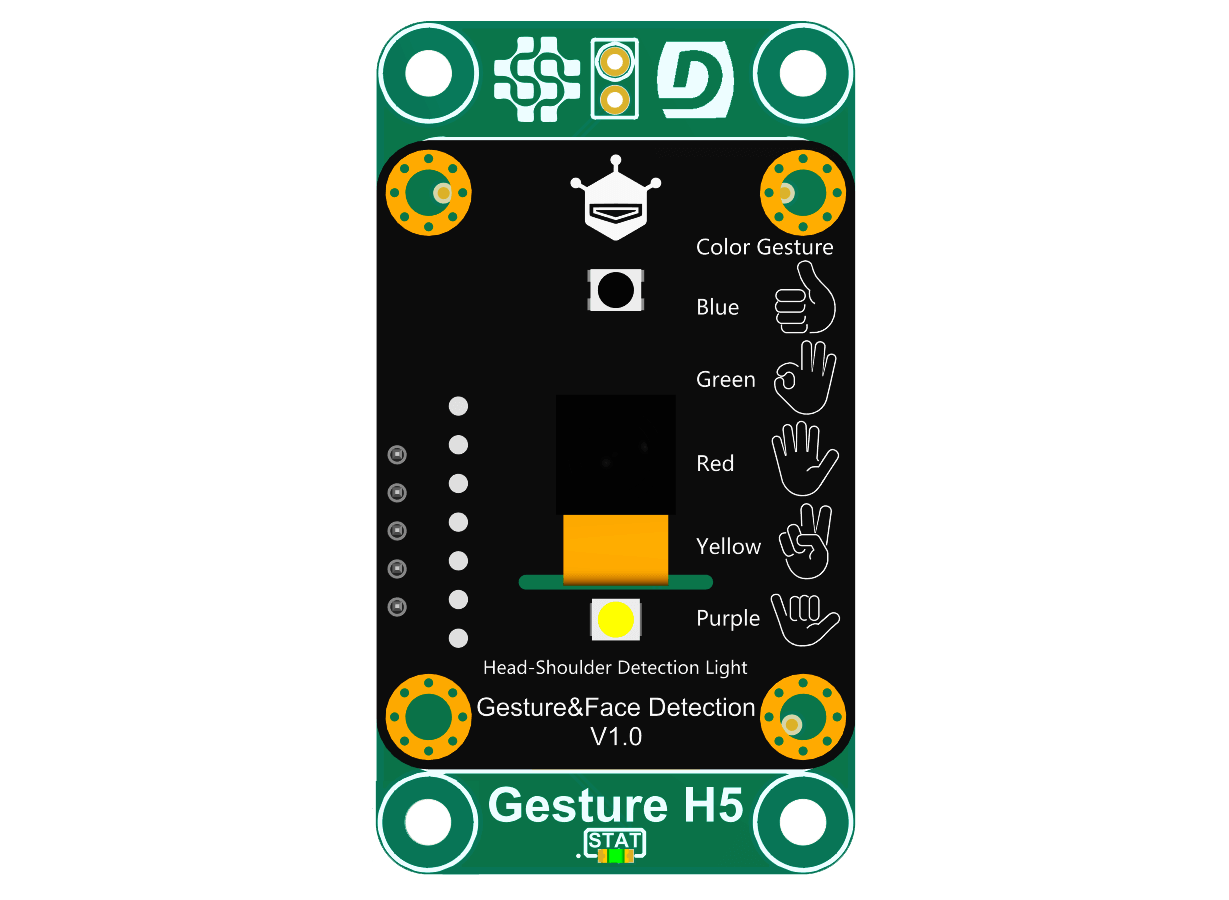 Color Gesture
Blue
Green
Red
Yellow
Purple
Head-Shoulder Detection Light
Gesture&Face Detection
V1.0
Gesture H5
STAT